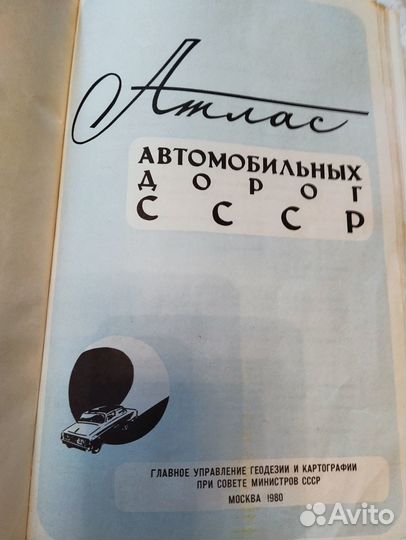 Атлас
АВТОМОБИЛЬНЫХ
ДОРОГ
СССР
ГЛАВНОЕ УПРАВЛЕНИЕ ГЕОДЕЗИИ И КАРТОГРАФИИ
ПРИ СОВЕТЕ МИНИСТРОВ СССР
МОСКВА 1980
Avito